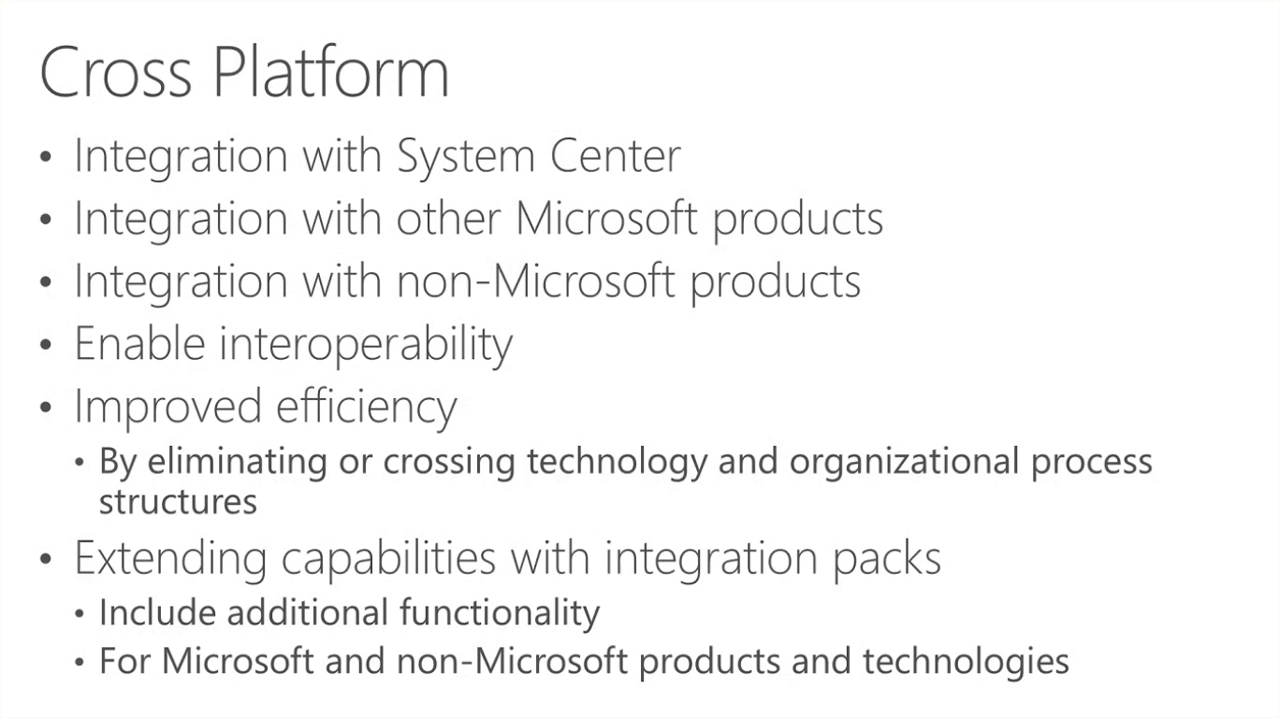 Cross Platform
• Integration with System Center
• Integration with other Microsoft products
• Integration with non-Microsoft products
• Enable interoperability
• Improved efficiency
• By eliminating or crossing technology and organizational process
structures
• Extending capabilities with integration packs
• Include additional functionality
• For Microsoft and non-Microsoft products and technologies